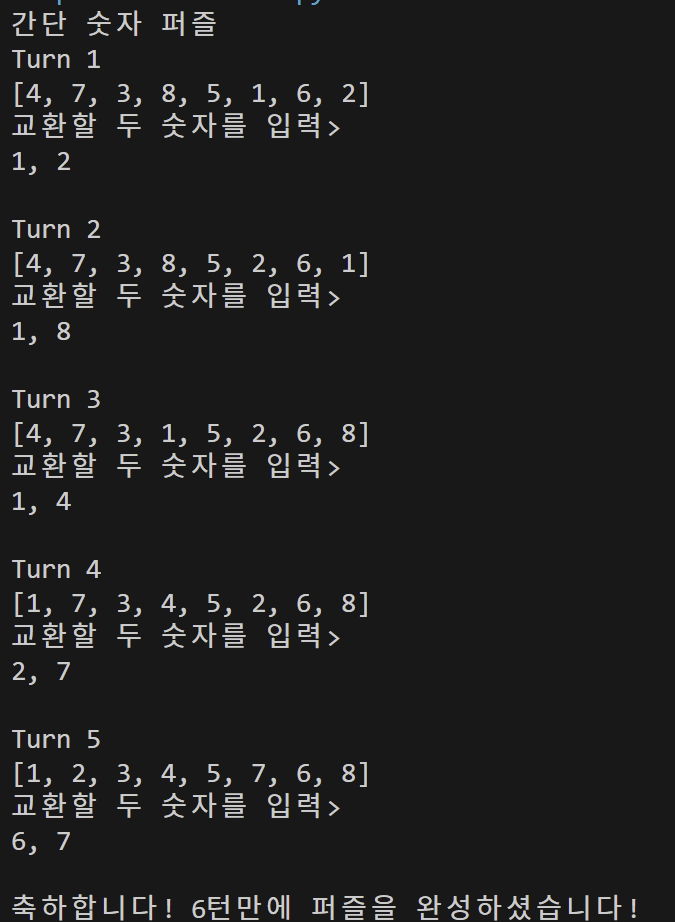 간단 숫자 퍼즐
Turn 1
[4, 7, 3, 8, 5, 1, 6, 2]
교환할 두 숫자를 입력>
1, 2
Turn 2
[4, 7, 3, 8, 5, 2, 6, 1]
교환할 두 숫자를 입력>
1, 8
Turn 3
[4, 7, 3, 1, 5, 2, 6, 8]
교환할 두 숫자를 입력>
1, 4
Turn 4
[1, 7, 3, 4, 5, 2, 6, 8]
교환할 두 숫자를 입력>
2, 7
Turn 5
[1, 2, 3, 4, 5, 7, 6, 8]
교환할 두 숫자를 입력>
6, 7
축하합니다! 6턴만에 퍼즐을 완성하셨습니다!